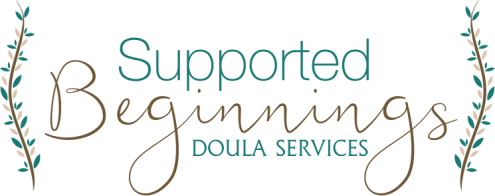 Supported
Beginnings
DOULA SERVICES